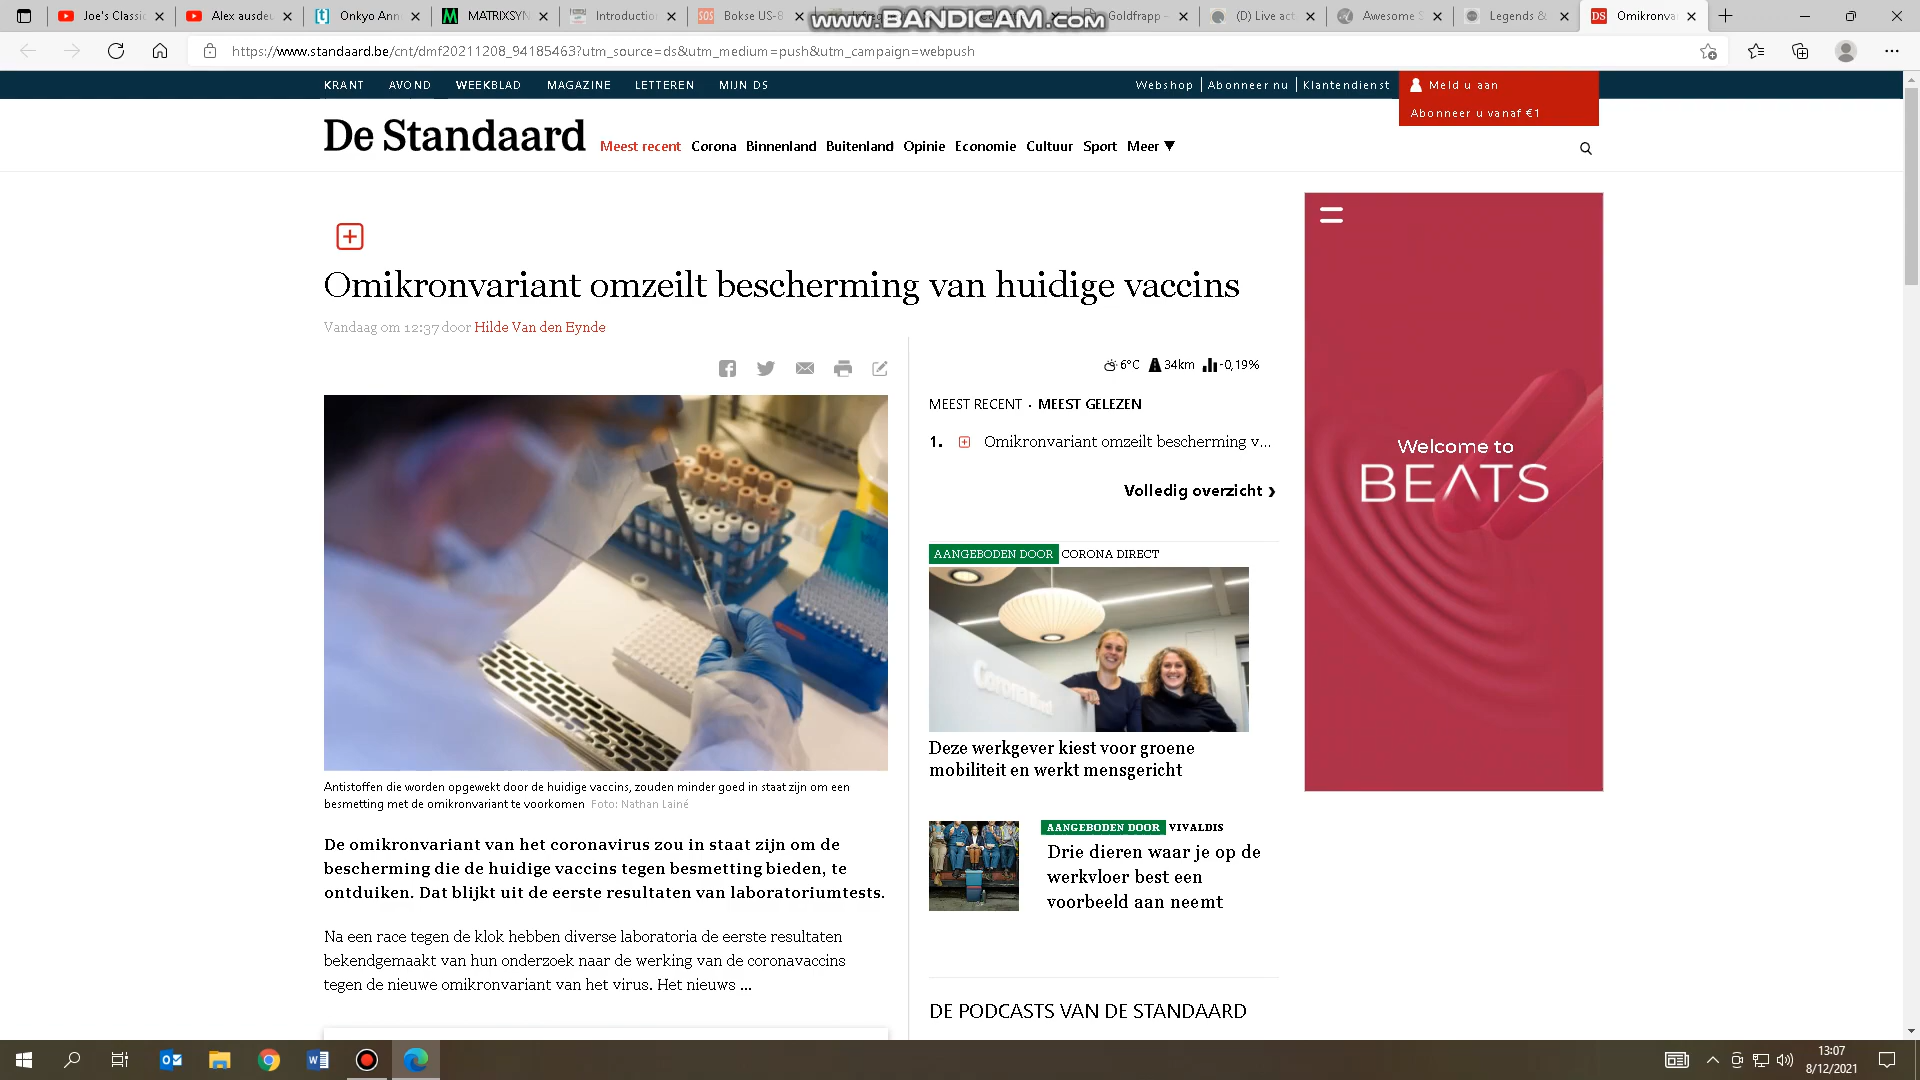 Joe's Classic
Alex ausdeu
Onkyo Ann
MATRIXSYN
Introduction
SOS
Bokse US-8
www.BANDICAM.com
Goldfrapp –
(D) Live act
Awesome S
Legends &
DS
Omikronva
https://www.standaard.be/cnt/dmf20211208_94185463?utm_source=ds&utm_medium=push&utm_campaign=webpush
KRANT AVOND WEEKBLAD MAGAZINE LETTEREN MIJN DS
Webshop | Abonneer nu | Klantendienst
Meld u aan
Abonneer u vanaf €1
De Standaard
Meest recent Corona Binnenland Buitenland Opinie Economie Cultuur Sport Meer ▼
Omikronvariant omzeilt bescherming van huidige vaccins
Vandaag om 12:37 door Hilde Van den Eynde
6°C 34km -0,19%
MEEST RECENT · MEEST GELEZEN
1. Omikronvariant omzeilt bescherming v...
Volledig overzicht ›
AANGEBODEN DOOR CORONA DIRECT
Deze werkgever kiest voor groene
mobiliteit en werkt mensgericht
AANGEBODEN DOOR VIVALDIS
Drie dieren waar je op de
werkvloer best een
voorbeeld aan neemt
DE PODCASTS VAN DE STANDAARD
Antistoffen die worden opgewekt door de huidige vaccins, zouden minder goed in staat zijn om een
besmetting met de omikronvariant te voorkomen Foto: Nathan Lainé
De omikronvariant van het coronavirus zou in staat zijn om de
bescherming die de huidige vaccins tegen besmetting bieden, te
ontduiken. Dat blijkt uit de eerste resultaten van laboratoriumtests.
Na een race tegen de klok hebben diverse laboratoria de eerste resultaten
bekendgemaakt van hun onderzoek naar de werking van de coronavaccins
tegen de nieuwe omikronvariant van het virus. Het nieuws ...
Welcome to
BEATS
13:07
8/12/2021